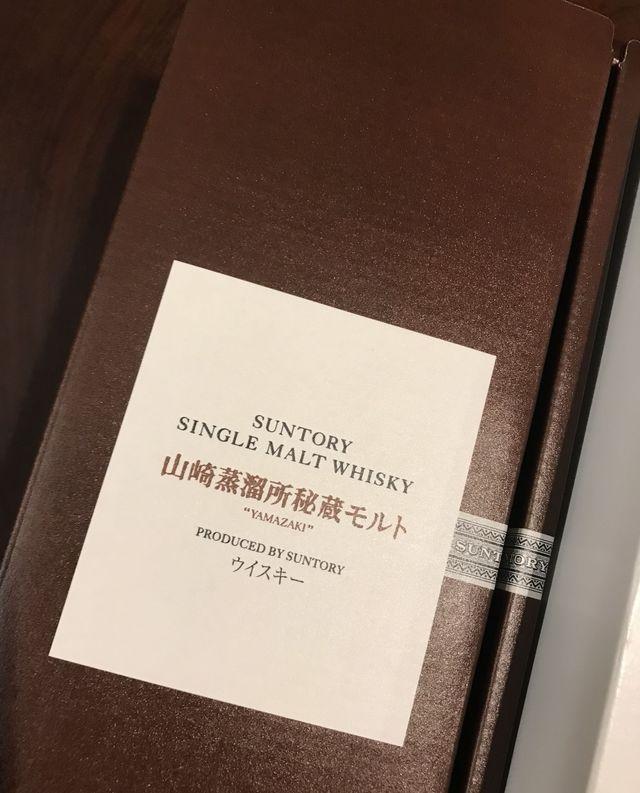 SUNTORY
SINGLE MALT WHISKY
山崎蒸溜所秘蔵モルト
"YAMAZAKI"
PRODUCED BY SUNTORY
ウイスキー
SUNTORY